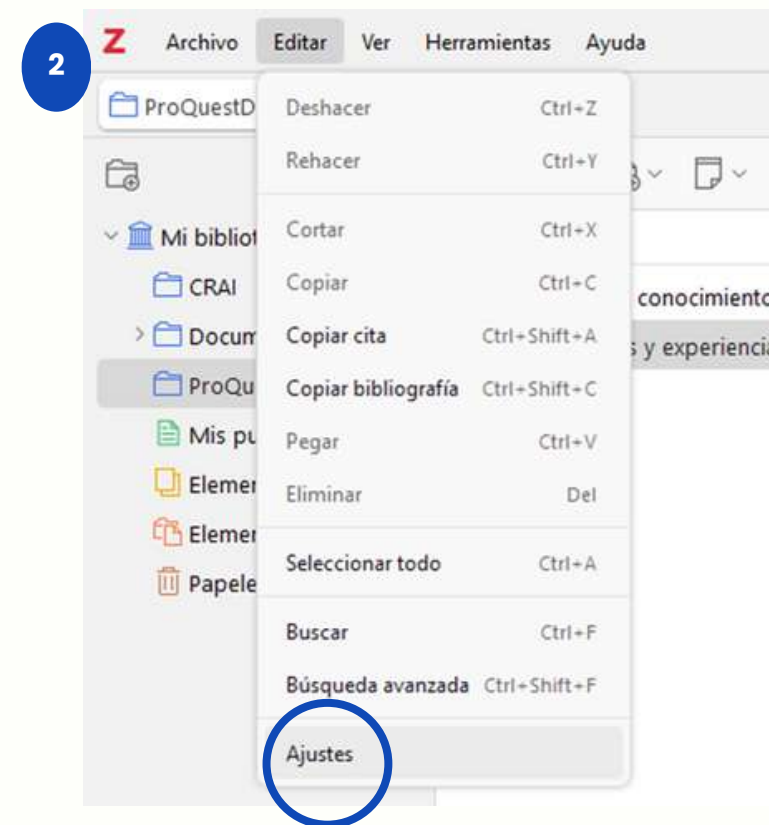 2
Z Archivo Editar Ver Herramientas Ayuda
ProQuestD
Deshacer Ctrl+Z
Rehacer Ctrl+Y
Mi bibliot
Cortar Ctrl+X
CRAI
Copiar Ctrl+C
conocimiento
Docum
Copiar cita Ctrl+Shift+A
s y experiencia
ProQu
Copiar bibliografía Ctrl+Shift+C
Mis pu
Pegar Ctrl+V
Elemen
Eliminar Del
Elemen
Seleccionar todo Ctrl+A
Papele
Buscar Ctrl+F
Búsqueda avanzada Ctrl+Shift+F
Ajustes